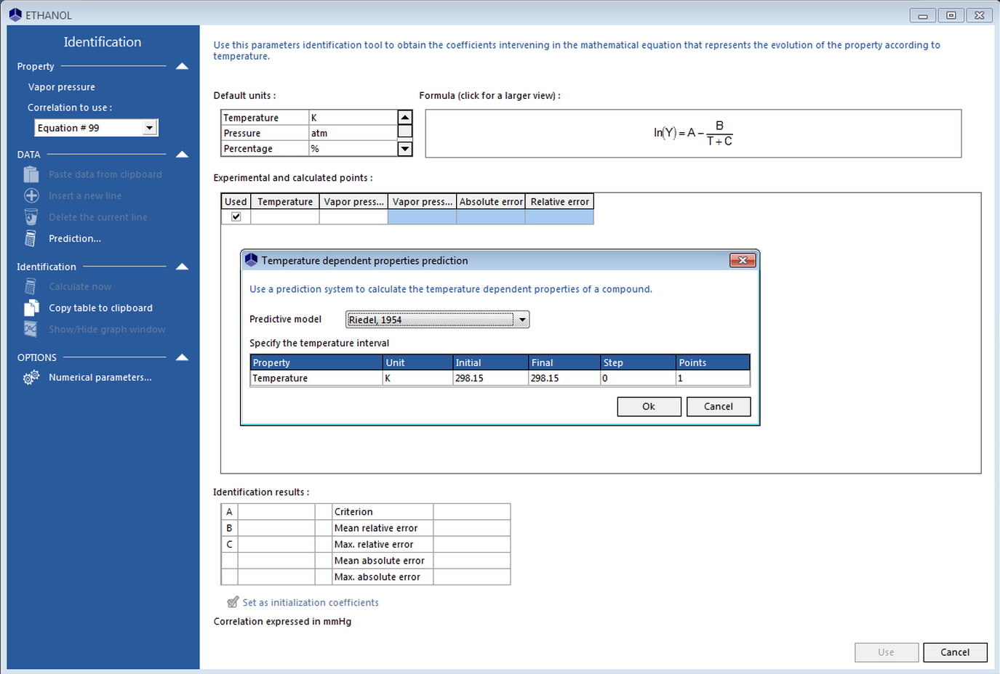 ETHANOL
Identification
Property
Vapor pressure
Correlation to use :
Equation # 99
DATA
Paste data from clipboard
Insert a new line
Delete the current line
Prediction...
Identification
Calculate now
Copy table to clipboard
Show/Hide graph window
OPTIONS
Numerical parameters...
Use this parameters identification tool to obtain the coefficients intervening in the mathematical equation that represents the evolution of the property according to
temperature.
Default units :
Temperature K
Pressure atm
Percentage %
Formula (click for a larger view) :
ln(Y) = A − B
T + C
Experimental and calculated points :
Used Temperature Vapor press... Vapor press... Absolute error Relative error
Temperature dependent properties prediction
Use a prediction system to calculate the temperature dependent properties of a compound.
Predictive model Riedel, 1954
Specify the temperature interval
Property Unit Initial Final Step Points
Temperature K 298.15 298.15 0 1
Ok Cancel
Identification results :
A Criterion
B Mean relative error
C Max. relative error
Mean absolute error
Max. absolute error
Set as initialization coefficients
Correlation expressed in mmHg
Use Cancel